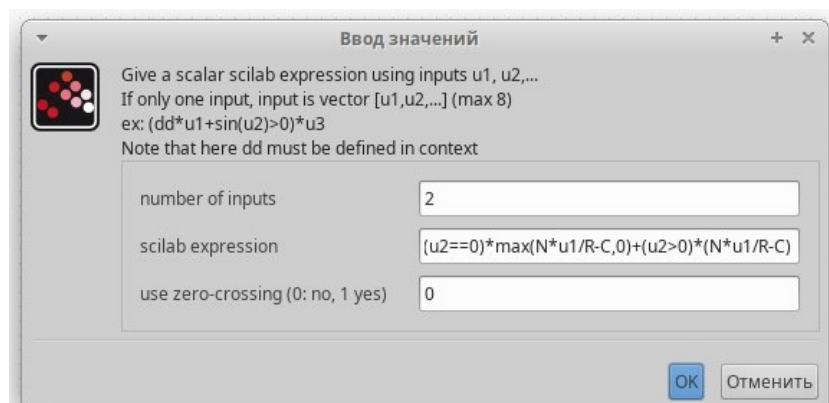 Ввод значений
Give a scalar scilab expression using inputs u1, u2,...
If only one input, input is vector [u1,u2,...] (max 8)
ex: (dd*u1+sin(u2)>0)*u3
Note that here dd must be defined in context
number of inputs 2
scilab expression (u2==0)*max(N*u1/R-C,0)+(u2>0)*(N*u1/R-C)
use zero-crossing (0: no, 1 yes) 0
OK Отменить